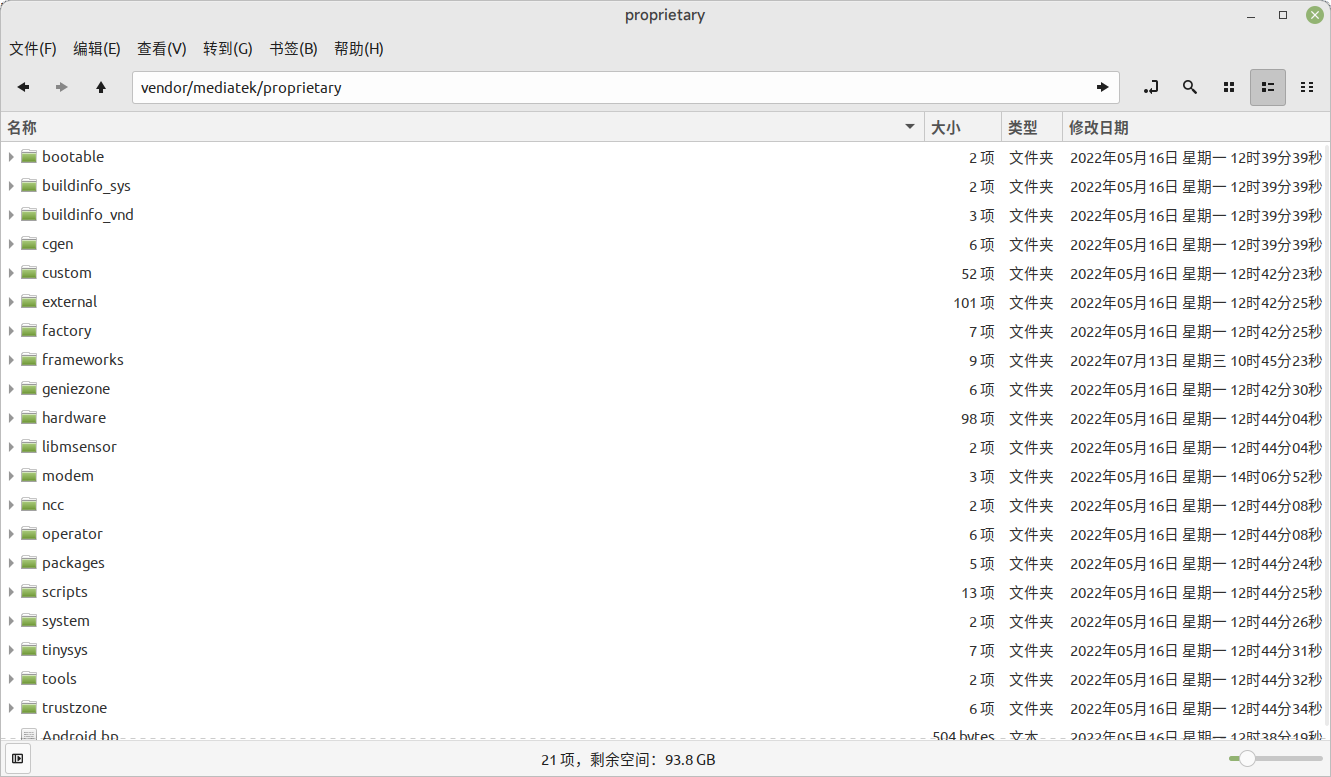 proprietary
文件(F) 编辑(E) 查看(V) 转到(G) 书签(B) 帮助(H)
vendor/mediatek/proprietary
名称 大小 类型 修改日期
bootable 2 项 文件夹 2022年05月16日 星期一 12时39分39秒
buildinfo_sys 2 项 文件夹 2022年05月16日 星期一 12时39分39秒
buildinfo_vnd 3 项 文件夹 2022年05月16日 星期一 12时39分39秒
cgen 6 项 文件夹 2022年05月16日 星期一 12时39分39秒
custom 52 项 文件夹 2022年05月16日 星期一 12时42分23秒
external 101 项 文件夹 2022年05月16日 星期一 12时42分25秒
factory 7 项 文件夹 2022年05月16日 星期一 12时42分25秒
frameworks 9 项 文件夹 2022年07月13日 星期三 10时45分23秒
geniezone 6 项 文件夹 2022年05月16日 星期一 12时42分30秒
hardware 98 项 文件夹 2022年05月16日 星期一 12时44分04秒
libmsensor 2 项 文件夹 2022年05月16日 星期一 12时44分04秒
modem 3 项 文件夹 2022年05月16日 星期一 14时06分52秒
ncc 2 项 文件夹 2022年05月16日 星期一 12时44分08秒
operator 6 项 文件夹 2022年05月16日 星期一 12时44分08秒
packages 5 项 文件夹 2022年05月16日 星期一 12时44分24秒
scripts 13 项 文件夹 2022年05月16日 星期一 12时44分25秒
system 2 项 文件夹 2022年05月16日 星期一 12时44分26秒
tinysys 7 项 文件夹 2022年05月16日 星期一 12时44分31秒
tools 2 项 文件夹 2022年05月16日 星期一 12时44分32秒
trustzone 6 项 文件夹 2022年05月16日 星期一 12时44分34秒
Android.bp 504 bytes 文本 2022年05月16日 星期一 12时38分19秒
21 项，剩余空间：93.8 GB